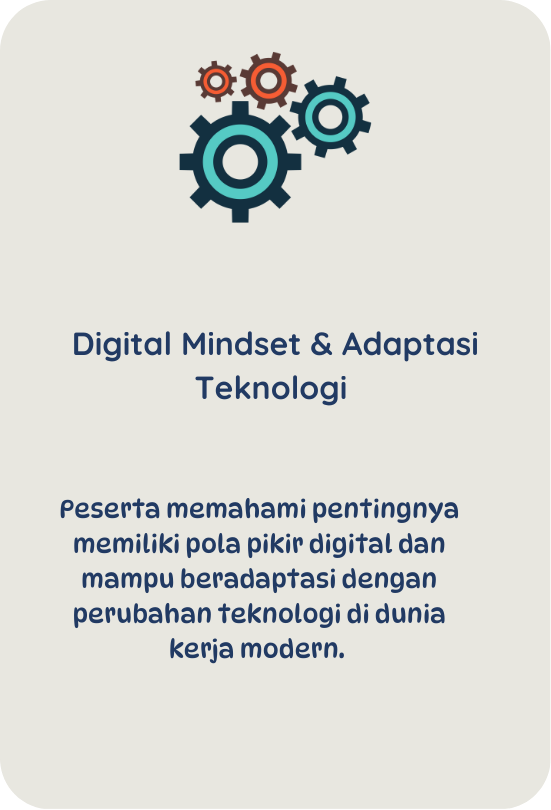 Digital Mindset & Adaptasi
Teknologi
Peserta memahami pentingnya
memiliki pola pikir digital dan
mampu beradaptasi dengan
perubahan teknologi di dunia
kerja modern.